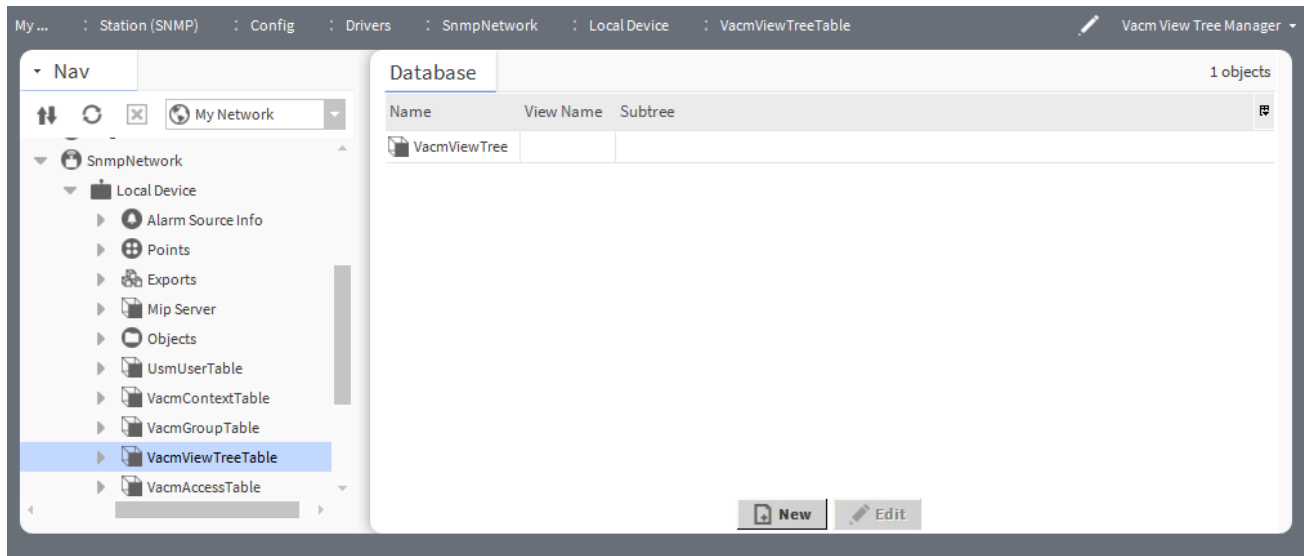 My ... : Station (SNMP) : Config : Drivers : SnmpNetwork : Local Device : VacmViewTreeTable Vacm View Tree Manager
Nav
My Network
SnmpNetwork
Local Device
Alarm Source Info
Points
Exports
Mip Server
Objects
UsmUserTable
VacmContextTable
VacmGroupTable
VacmViewTreeTable
VacmAccessTable
Database 1 objects
Name View Name Subtree
VacmViewTree
New Edit